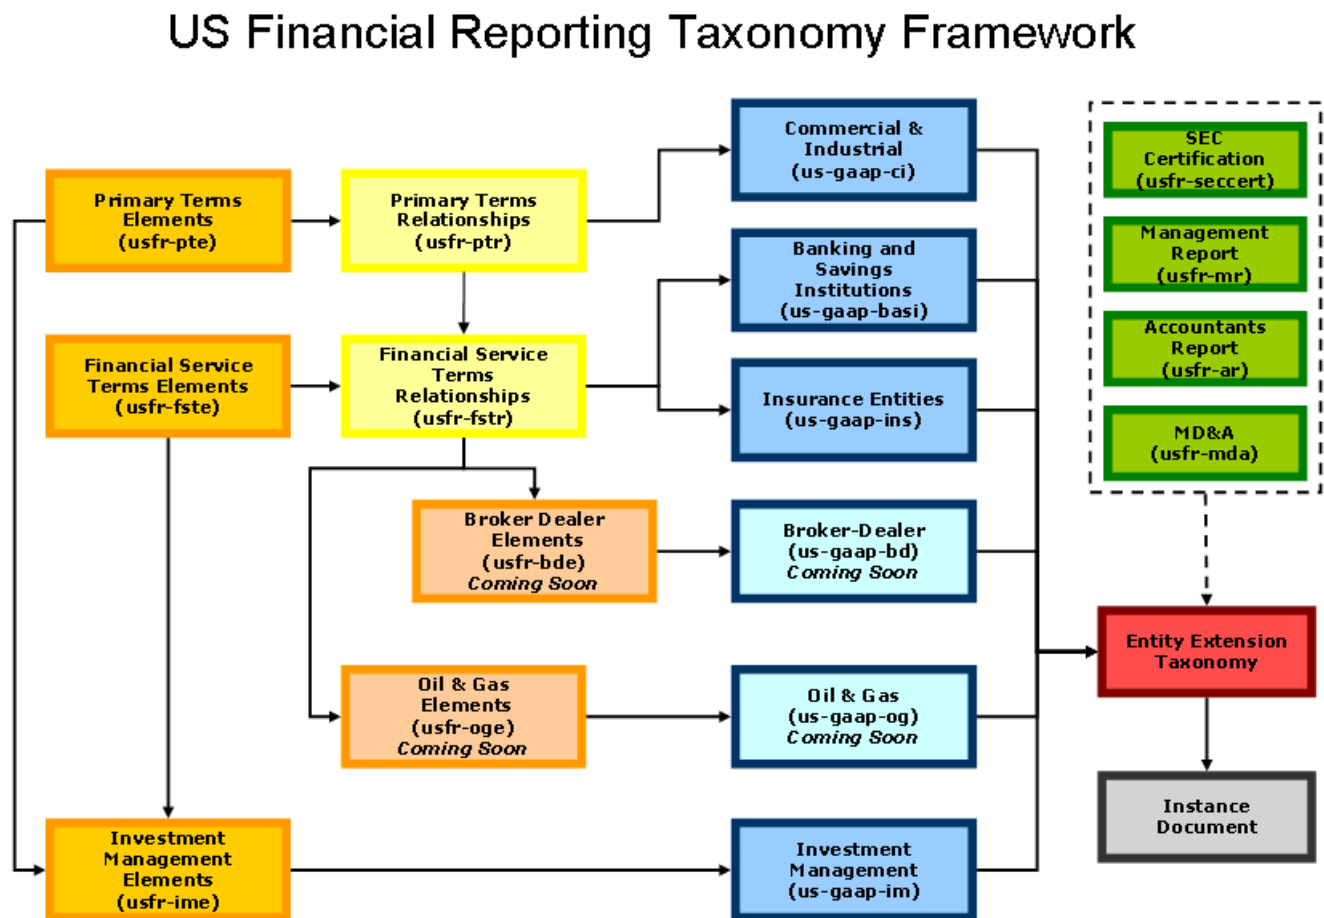 US Financial Reporting Taxonomy Framework
Primary Terms
Elements
(usfr-pte)
Primary Terms
Relationships
(usfr-ptr)
Commercial &
Industrial
(us-gaap-ci)
SEC
Certification
(usfr-seccert)
Management
Report
(usfr-mr)
Accountants
Report
(usfr-ar)
MD&A
(usfr-mda)
Banking and
Savings
Institutions
(us-gaap-basi)
Financial Service
Terms Elements
(usfr-fste)
Financial Service
Terms
Relationships
(usfr-fstr)
Insurance Entities
(us-gaap-ins)
Broker Dealer
Elements
(usfr-bde)
Coming Soon
Broker-Dealer
(us-gaap-bd)
Coming Soon
Oil & Gas
Elements
(usfr-oge)
Coming Soon
Oil & Gas
(us-gaap-og)
Coming Soon
Entity Extension
Taxonomy
Instance
Document
Investment
Management
Elements
(usfr-ime)
Investment
Management
(us-gaap-im)